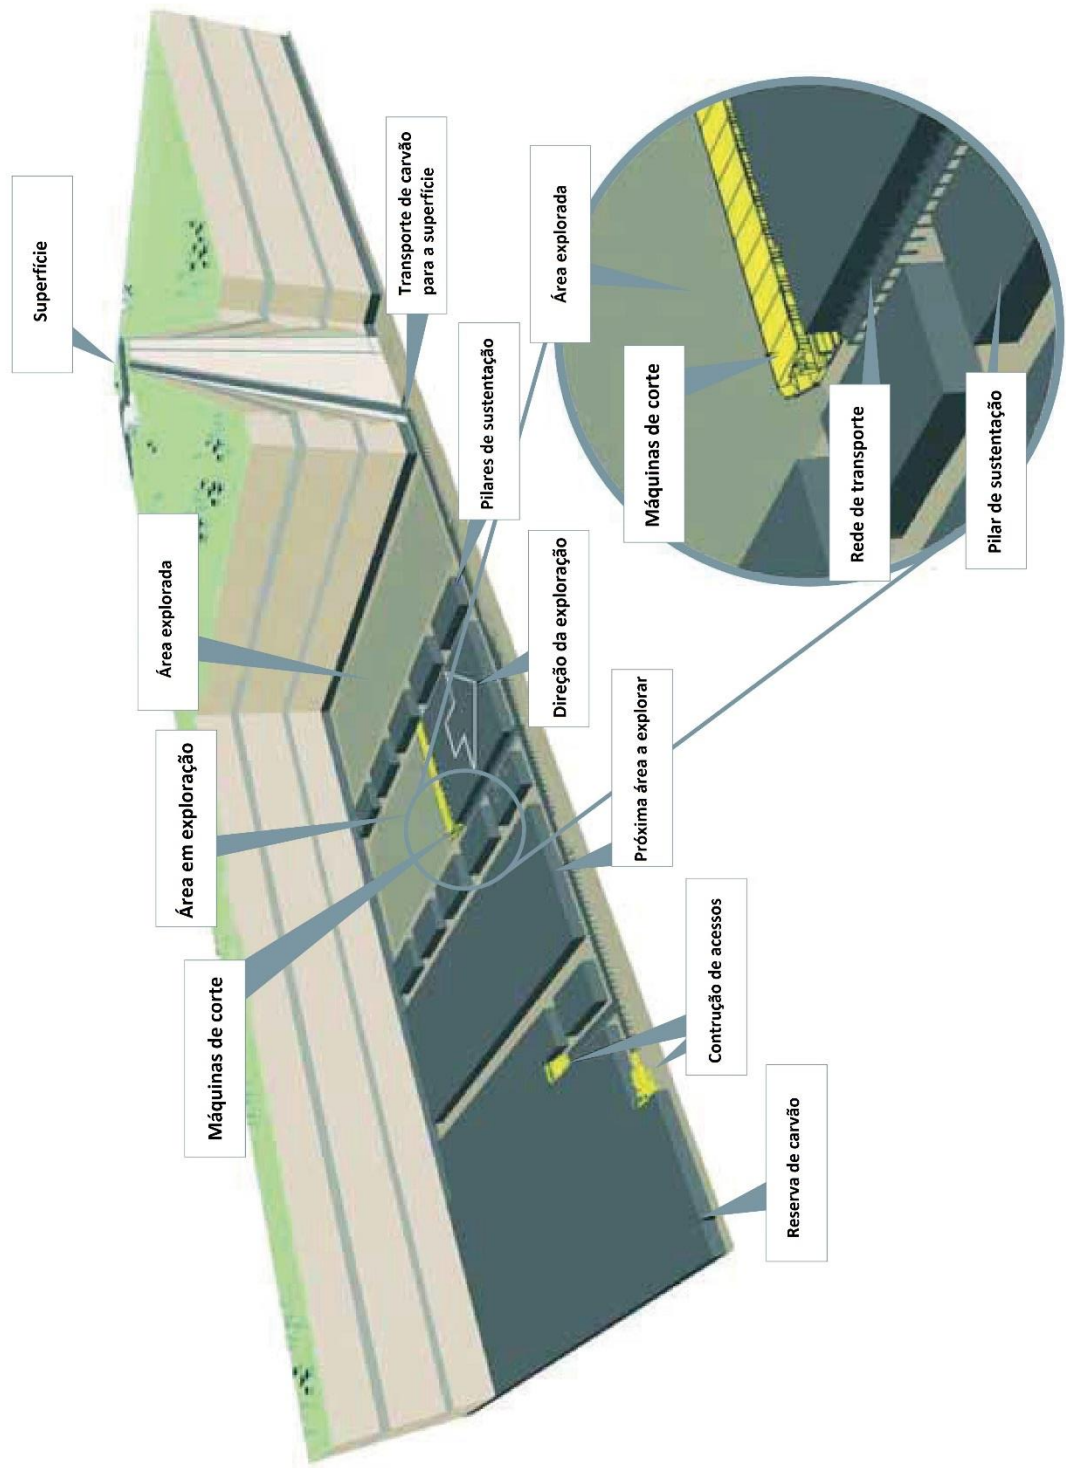 Superfície
Transporte de carvão
para a superfície
Pilares de sustentação
Área explorada
Área explorada
Máquinas de corte
Rede de transporte
Pilar de sustentação
Direção da exploração
Próxima área a explorar
Área em exploração
Máquinas de corte
Contrução de acessos
Reserva de carvão